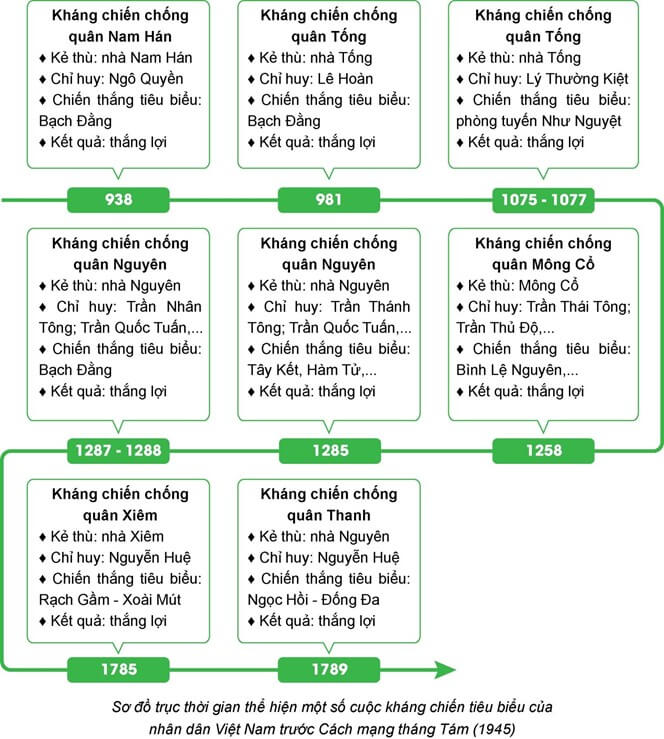 Kháng chiến chống
quân Nam Hán
♦ Kẻ thù: nhà Nam Hán
♦ Chỉ huy: Ngô Quyền
♦ Chiến thắng tiêu biểu:
Bạch Đằng
♦ Kết quả: thắng lợi
938
Kháng chiến chống
quân Tống
♦ Kẻ thù: nhà Tống
♦ Chỉ huy: Lê Hoàn
♦ Chiến thắng tiêu biểu:
Bạch Đằng
♦ Kết quả: thắng lợi
981
Kháng chiến chống
quân Tống
♦ Kẻ thù: nhà Tống
♦ Chỉ huy: Lý Thường Kiệt
♦ Chiến thắng tiêu biểu:
phòng tuyến Như Nguyệt
♦ Kết quả: thắng lợi
1075 - 1077
Kháng chiến chống
quân Nguyên
♦ Kẻ thù: nhà Nguyên
♦ Chỉ huy: Trần Nhân
Tông; Trần Quốc Tuấn,...
♦ Chiến thắng tiêu biểu:
Bạch Đằng
♦ Kết quả: thắng lợi
1287 - 1288
Kháng chiến chống
quân Nguyên
♦ Kẻ thù: nhà Nguyên
♦ Chỉ huy: Trần Thánh
Tông; Trần Quốc Tuấn,...
♦ Chiến thắng tiêu biểu:
Tây Kết, Hàm Tử,...
♦ Kết quả: thắng lợi
1285
Kháng chiến chống
quân Mông Cổ
♦ Kẻ thù: Mông Cổ
♦ Chỉ huy: Trần Thái Tông;
Trần Thủ Độ,...
♦ Chiến thắng tiêu biểu:
Bình Lệ Nguyên,...
♦ Kết quả: thắng lợi
1258
Kháng chiến chống
quân Xiêm
♦ Kẻ thù: nhà Xiêm
♦ Chỉ huy: Nguyễn Huệ
♦ Chiến thắng tiêu biểu:
Rạch Gầm - Xoài Mút
♦ Kết quả: thắng lợi
1785
Kháng chiến chống
quân Thanh
♦ Kẻ thù: nhà Nguyên
♦ Chỉ huy: Nguyễn Huệ
♦ Chiến thắng tiêu biểu:
Ngọc Hồi - Đống Đa
♦ Kết quả: thắng lợi
1789
Sơ đồ trục thời gian thể hiện một số cuộc kháng chiến tiêu biểu của
nhân dân Việt Nam trước Cách mạng tháng Tám (1945)